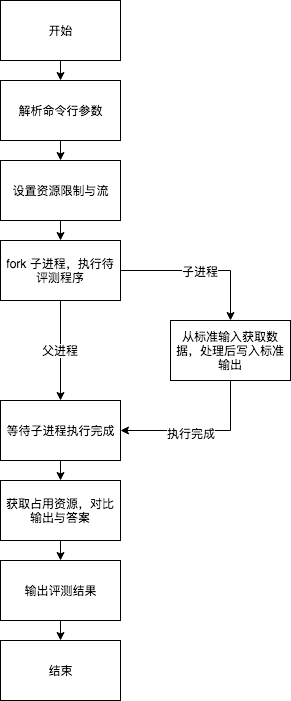 开始
解析命令行参数
设置资源限制与流
fork 子进程，执行待
评测程序
子进程
从标准输入获取数
据，处理后写入标准
输出
父进程
等待子进程执行完成
执行完成
获取占用资源，对比
输出与答案
输出评测结果
结束